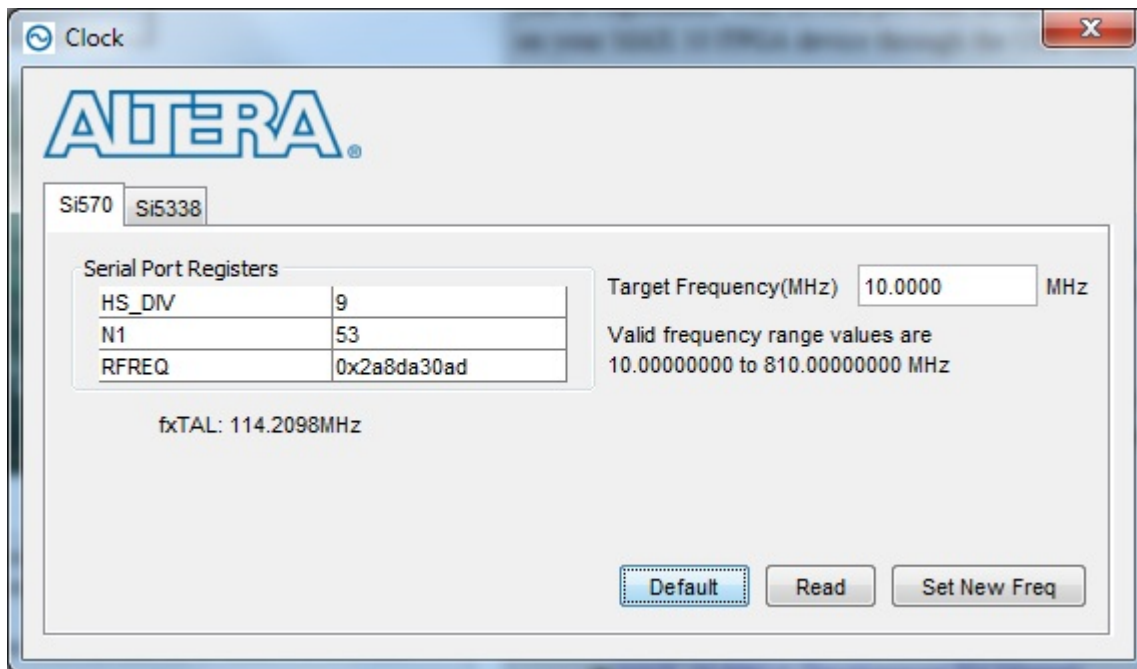 Clock
ALTERA®
Si570 Si5338
Serial Port Registers
HS_DIV 9
N1 53
RFREQ 0x2a8da30ad
fxTAL: 114.2098MHz
Target Frequency(MHz) 10.0000 MHz
Valid frequency range values are
10.00000000 to 810.00000000 MHz
Default Read Set New Freq